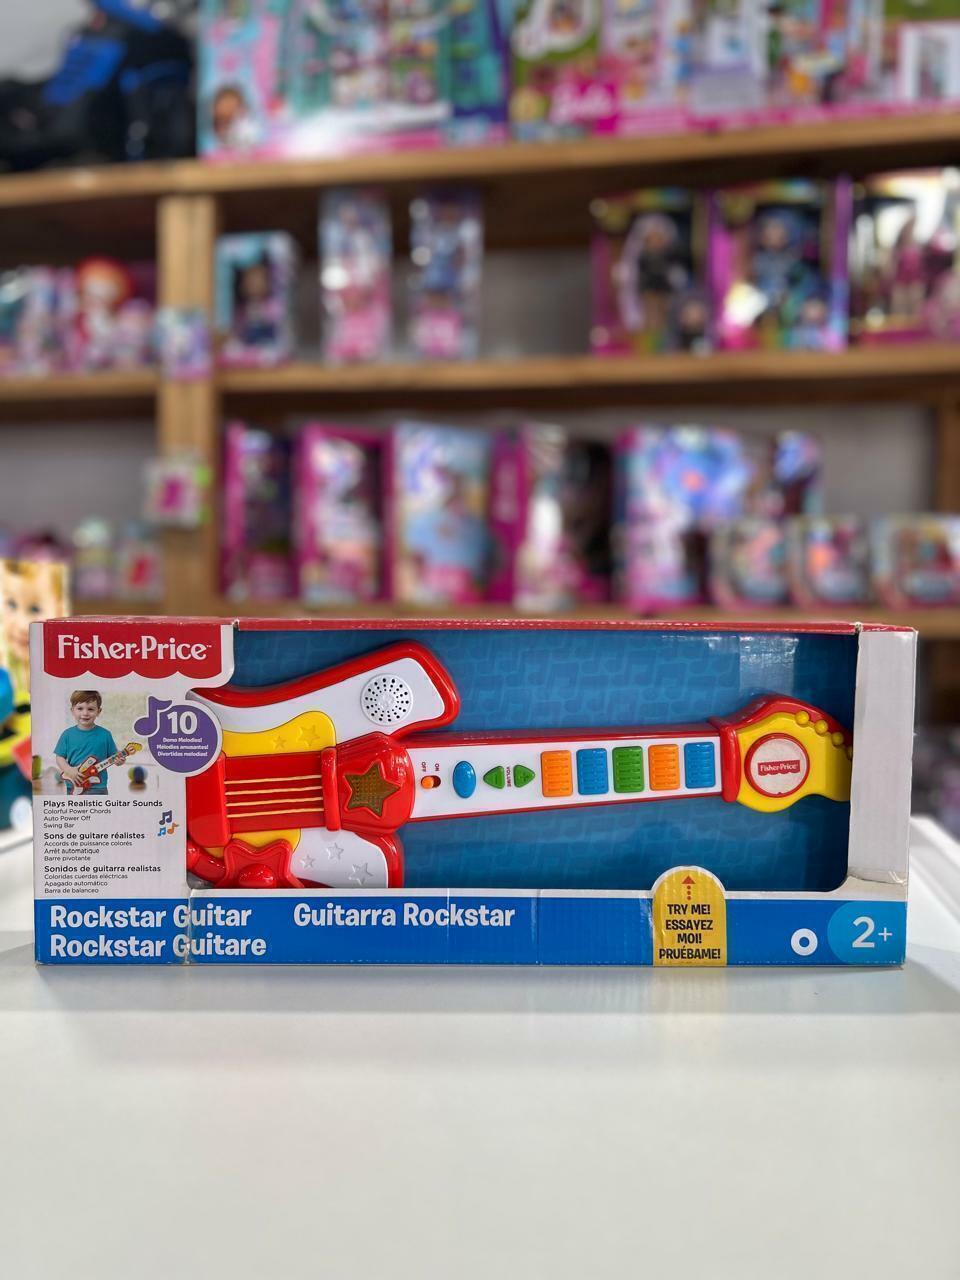 Fisher-Price
10
Demo Melodies!
Mélodies amusantes!
Divertidas melodías!
Plays Realistic Guitar Sounds
Colorful Power Chords
Auto Power Off
Swing Bar
Sons de guitare réalistes
Accords de puissance colorés
Arrêt automatique
Barre pivotante
Sonidos de guitarra realistas
Coloridas cuerdas eléctricas
Apagado automático
Barra de balanceo
OFF ON
VOLUME
Fisher-Price
Rockstar Guitar
Rockstar Guitare
Guitarra Rockstar
TRY ME!
ESSAYEZ
MOI!
PRUÉBAME!
2+